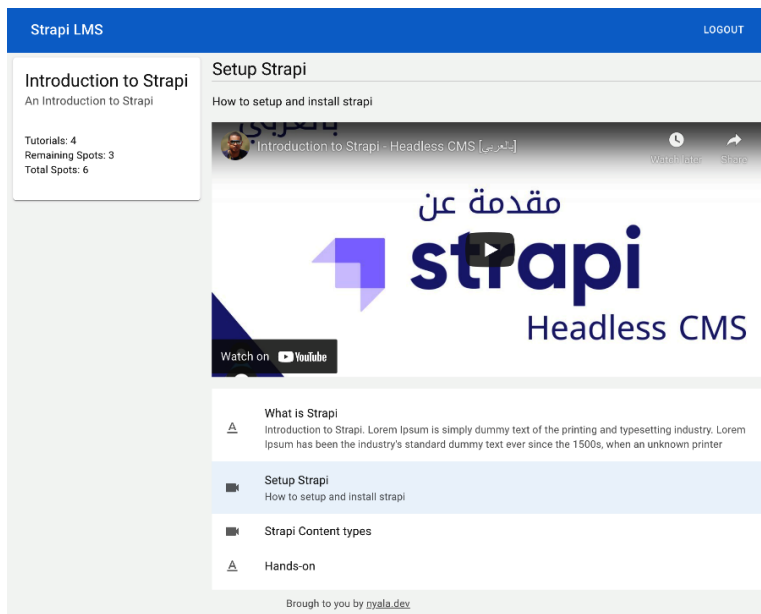 Strapi LMS
LOGOUT
Introduction to Strapi
An Introduction to Strapi
Tutorials: 4
Remaining Spots: 3
Total Spots: 6
Setup Strapi
How to setup and install strapi
بالعربي
Introduction to Strapi - Headless CMS [بالعربي]
Watch later
Share
مقدمة عن
strapi
Headless CMS
Watch on YouTube
What is Strapi
Introduction to Strapi. Lorem Ipsum is simply dummy text of the printing and typesetting industry. Lorem
Ipsum has been the industry's standard dummy text ever since the 1500s, when an unknown printer
Setup Strapi
How to setup and install strapi
Strapi Content types
Hands-on
Brough to you by nyala.dev